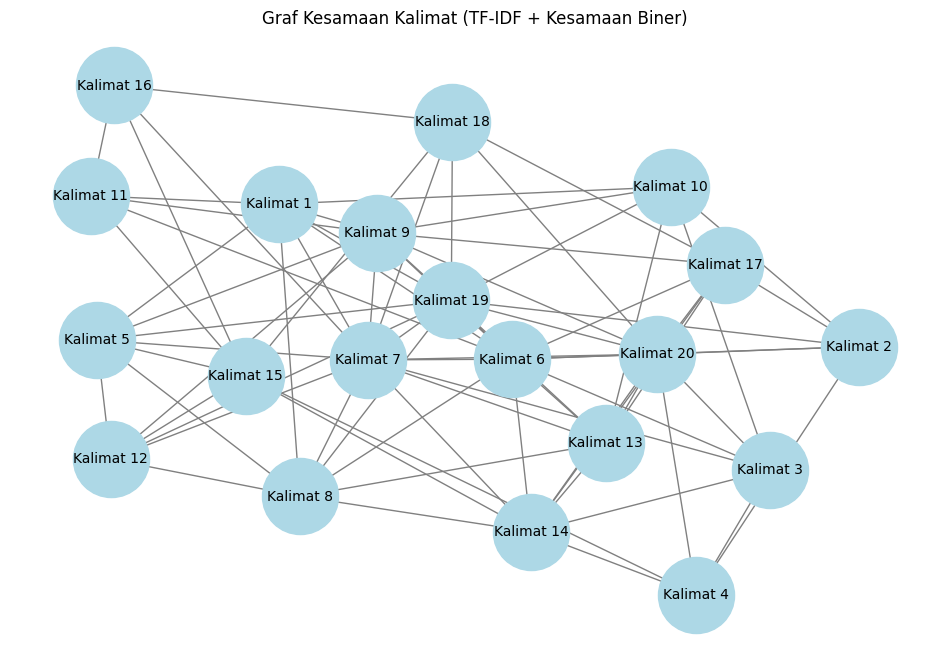 Graf Kesamaan Kalimat (TF-IDF + Kesamaan Biner)
Kalimat 16
Kalimat 18
Kalimat 10
Kalimat 11
Kalimat 1
Kalimat 9
Kalimat 17
Kalimat 19
Kalimat 5
Kalimat 2
Kalimat 20
Kalimat 7
Kalimat 6
Kalimat 15
Kalimat 13
Kalimat 12
Kalimat 3
Kalimat 8
Kalimat 14
Kalimat 4